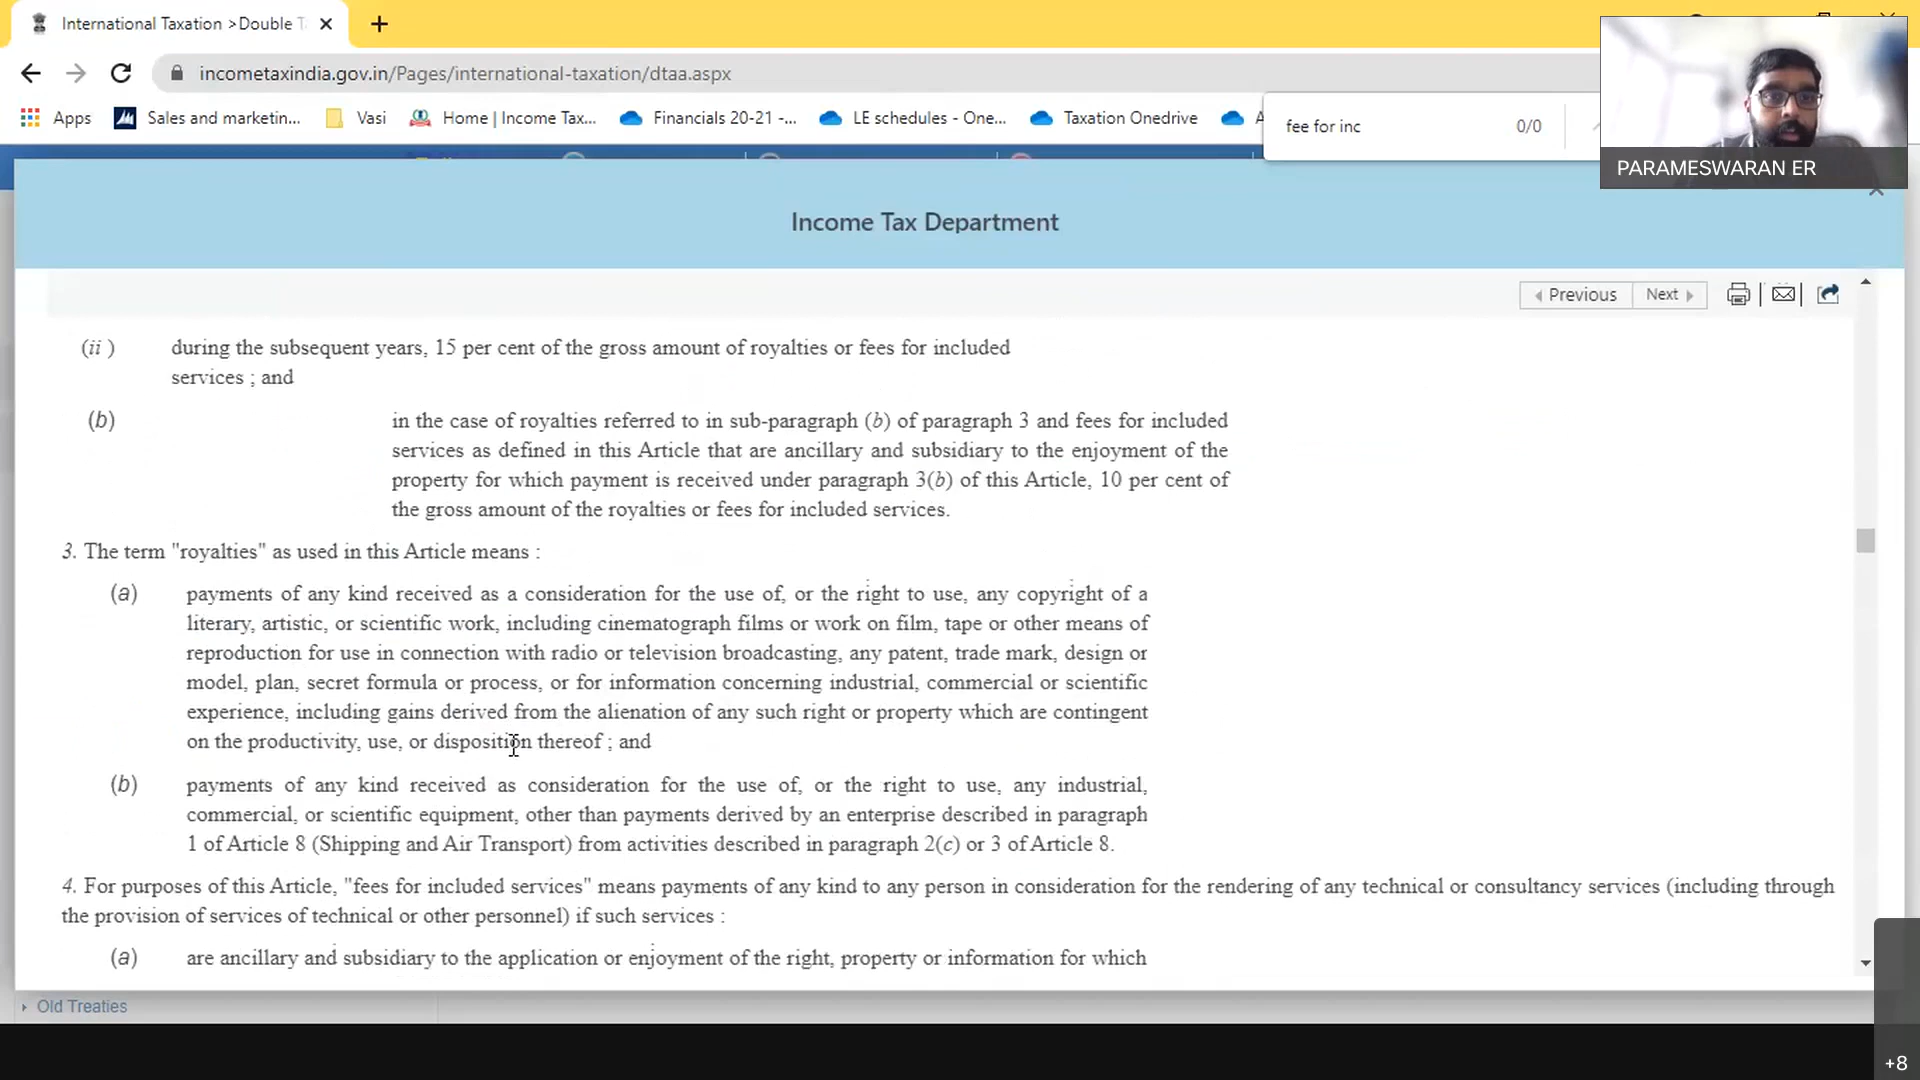 International Taxation >Double T
incometaxindia.gov.in/Pages/international-taxation/dtaa.aspx
Apps
Sales and marketin...
Vasi
Home | Income Tax...
Financials 20-21 -...
LE schedules - One...
Taxation Onedrive
A
fee for inc
0/0
PARAMESWARAN ER
Income Tax Department
Previous
Next
(ii ) during the subsequent years, 15 per cent of the gross amount of royalties or fees for included
services ; and
(b) in the case of royalties referred to in sub-paragraph (b) of paragraph 3 and fees for included
services as defined in this Article that are ancillary and subsidiary to the enjoyment of the
property for which payment is received under paragraph 3(b) of this Article, 10 per cent of
the gross amount of the royalties or fees for included services.
3. The term "royalties" as used in this Article means :
(a) payments of any kind received as a consideration for the use of, or the right to use, any copyright of a
literary, artistic, or scientific work, including cinematograph films or work on film, tape or other means of
reproduction for use in connection with radio or television broadcasting, any patent, trade mark, design or
model, plan, secret formula or process, or for information concerning industrial, commercial or scientific
experience, including gains derived from the alienation of any such right or property which are contingent
on the productivity, use, or disposition thereof ; and
(b) payments of any kind received as consideration for the use of, or the right to use, any industrial,
commercial, or scientific equipment, other than payments derived by an enterprise described in paragraph
1 of Article 8 (Shipping and Air Transport) from activities described in paragraph 2(c) or 3 of Article 8.
4. For purposes of this Article, "fees for included services" means payments of any kind to any person in consideration for the rendering of any technical or consultancy services (including through
the provision of services of technical or other personnel) if such services :
(a) are ancillary and subsidiary to the application or enjoyment of the right, property or information for which
Old Treaties
+8